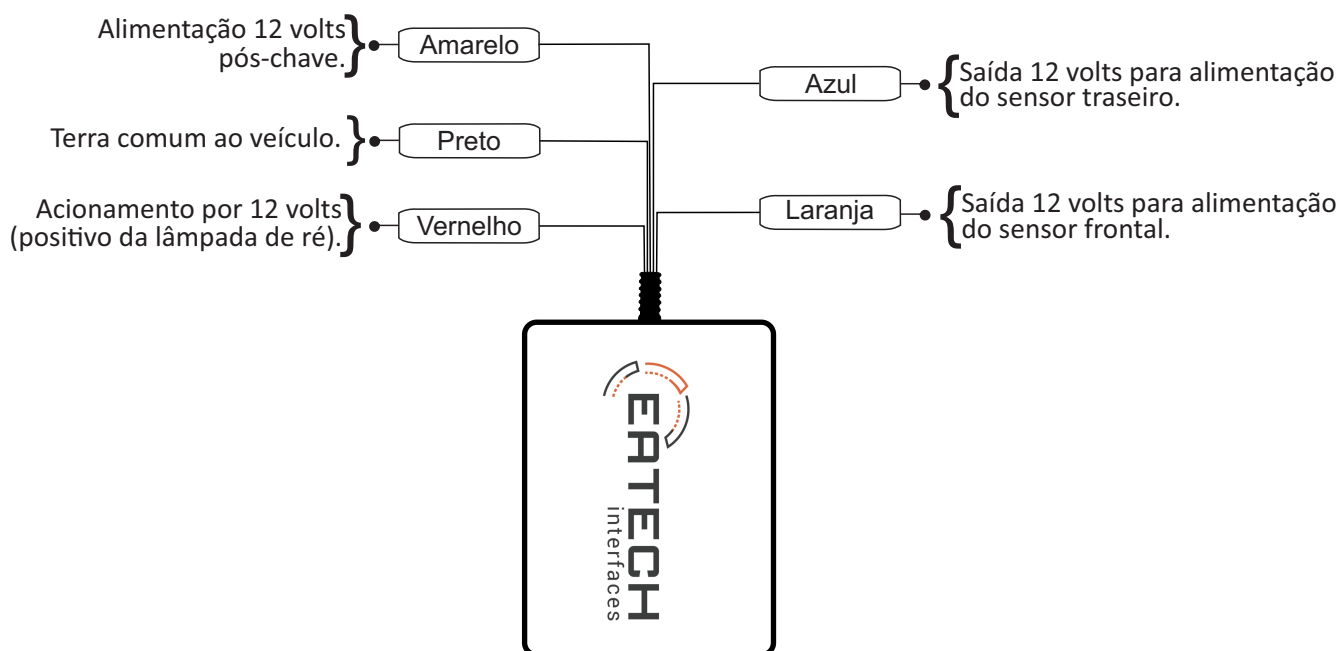 Alimentação 12 volts
pós-chave.
Amarelo
Terra comum ao veículo.
Preto
Acionamento por 12 volts
(positivo da lâmpada de ré).
Vernelho
Azul
Saída 12 volts para alimentação
do sensor traseiro.
Laranja
Saída 12 volts para alimentação
do sensor frontal.
EATECH
interfaces